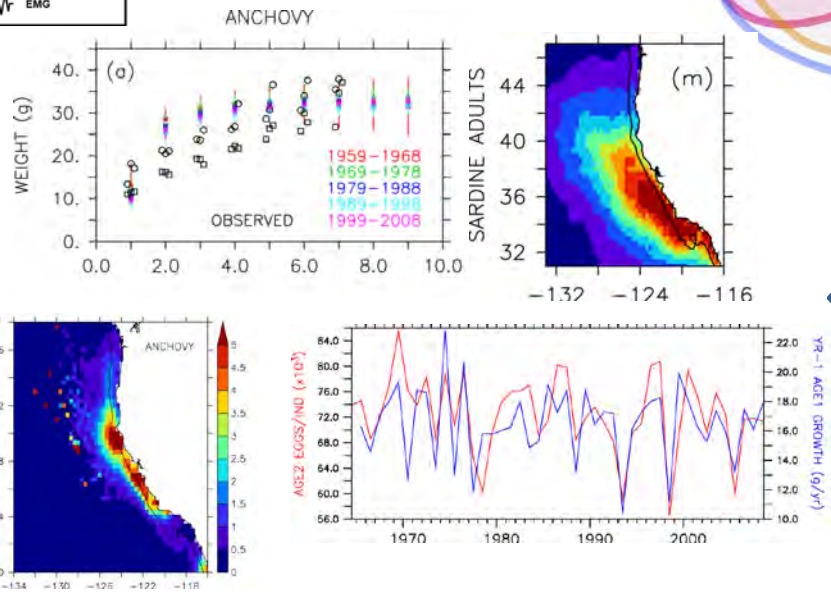 EMG
ANCHOVY
WEIGHT (g)
40.
30.
20.
10.
0.
(a)
1959-1968
1969-1978
1979-1988
1989-1998
1999-2008
OBSERVED
0.0 2.0 4.0 6.0 8.0 10.0
SARDINE ADULTS
(m)
44
40
36
32
-132 -124 -116
ANCHOVY
5
4.5
4
3.5
3
2.5
2
1.5
1
0.5
0
-134 -130 -126 -122 -118
AGE2 EGGS/IND (x10³)
84.0
80.0
76.0
72.0
68.0
64.0
60.0
56.0
22.0
20.0
18.0
16.0
14.0
12.0
10.0
YR-1 AGE1 GROWTH (g/yr)
1970 1980 1990 2000